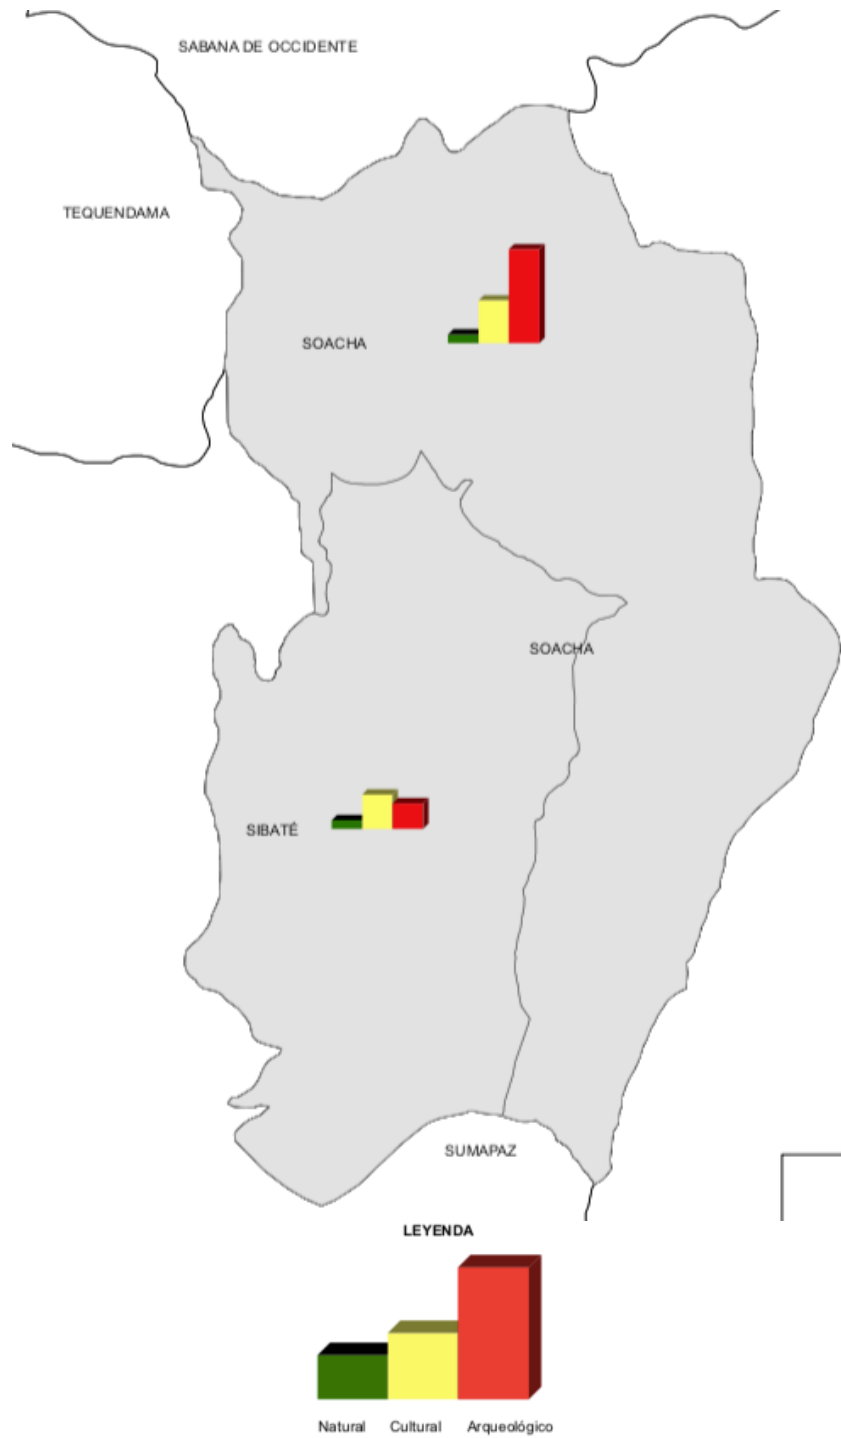 SABANA DE OCCIDENTE
TEQUENDAMA
SOACHA
SOACHA
SIBATÉ
SUMAPAZ
LEYENDA
Natural Cultural Arqueológico